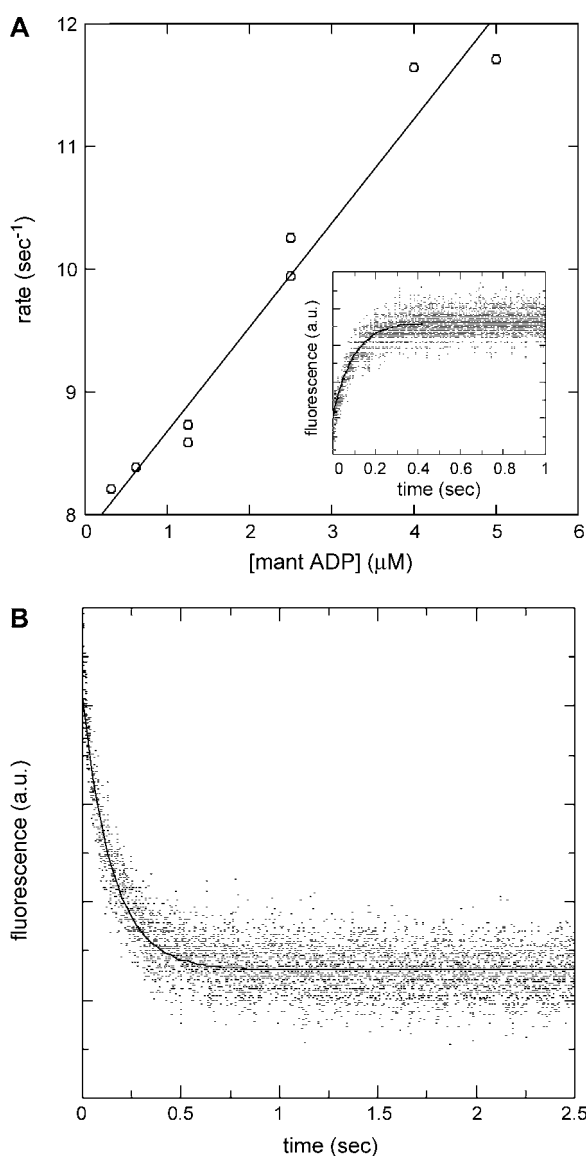 A
12
11
10
9
8
rate (sec⁻¹)
0 1 2 3 4 5 6
[mant ADP] (μM)
fluorescence (a.u.)
0 0.2 0.4 0.6 0.8 1
time (sec)
B
fluorescence (a.u.)
0 0.5 1 1.5 2 2.5
time (sec)